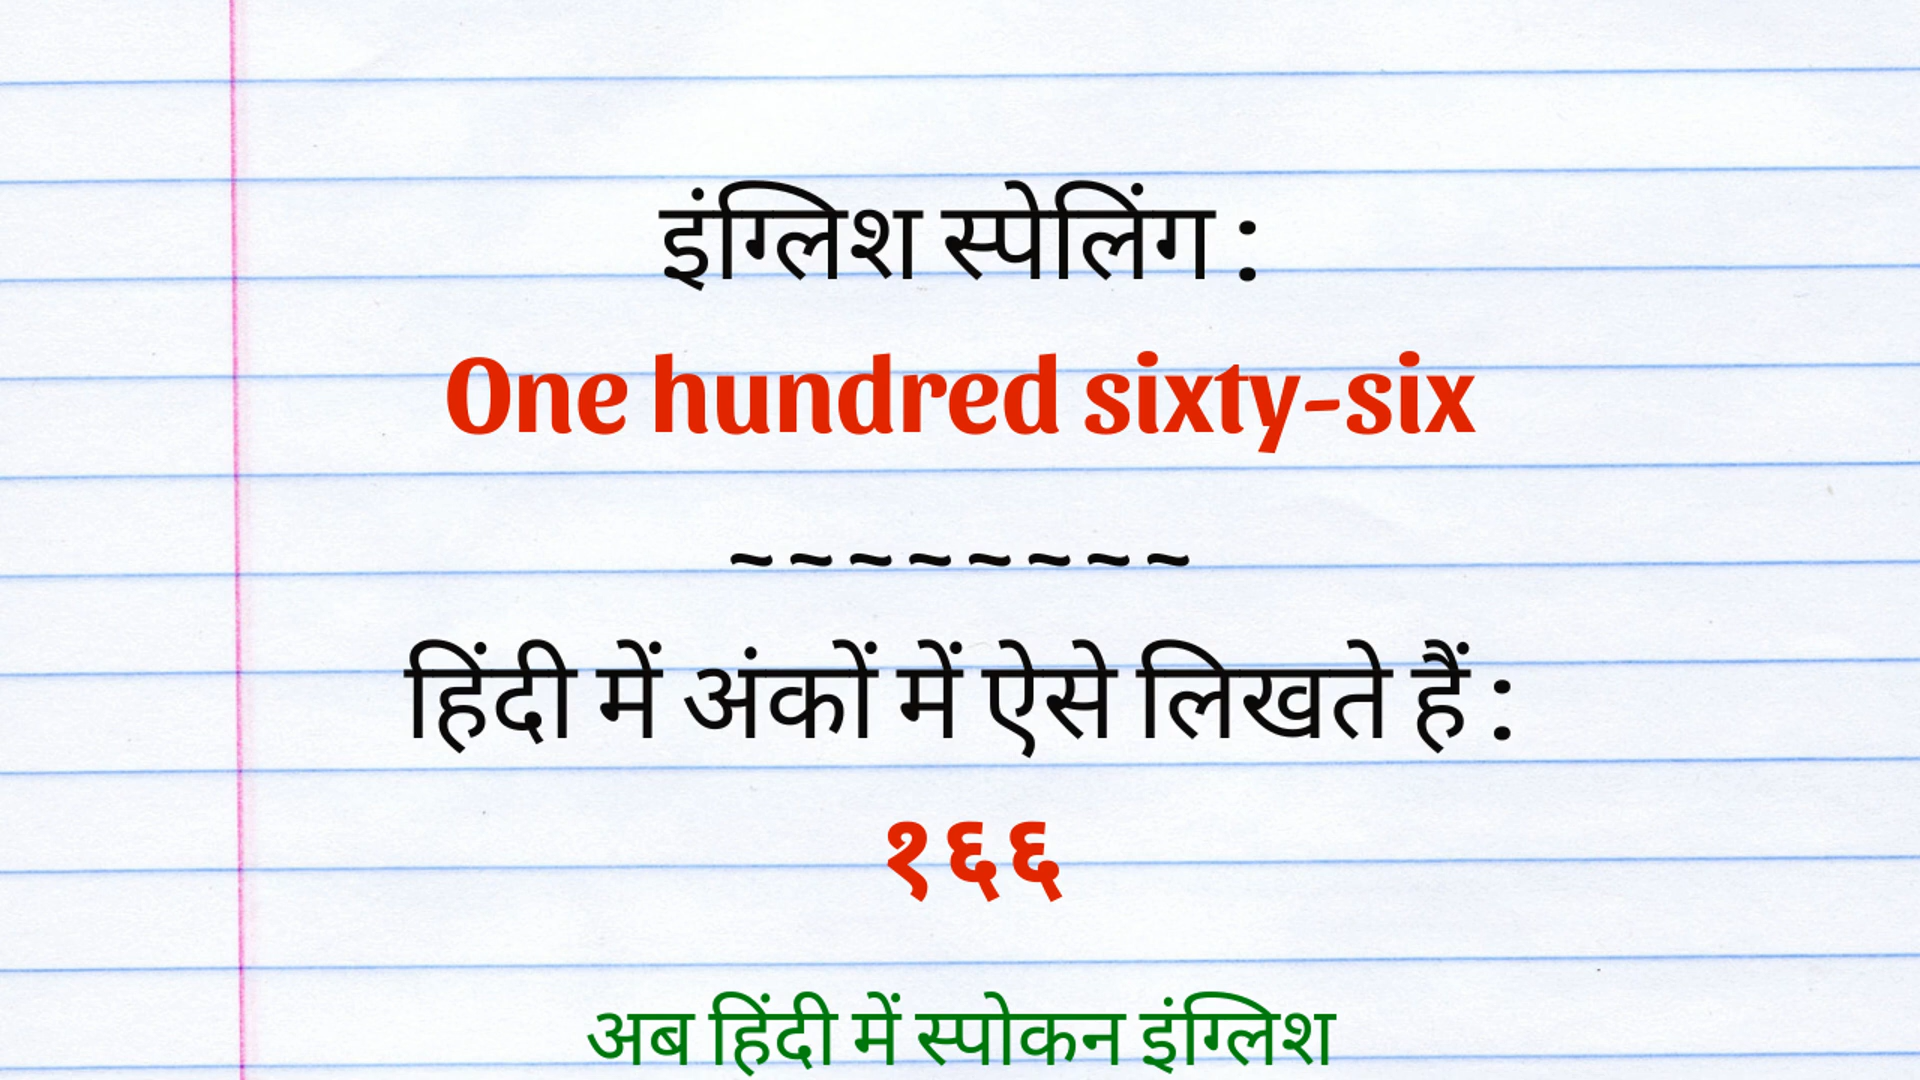 इंग्लिश स्पेलिंग :
One hundred sixty-six
~~~~~~~~
हिंदी में अंकों में ऐसे लिखते हैं :
१६६
अब हिंदी में स्पोकन इंग्लिश